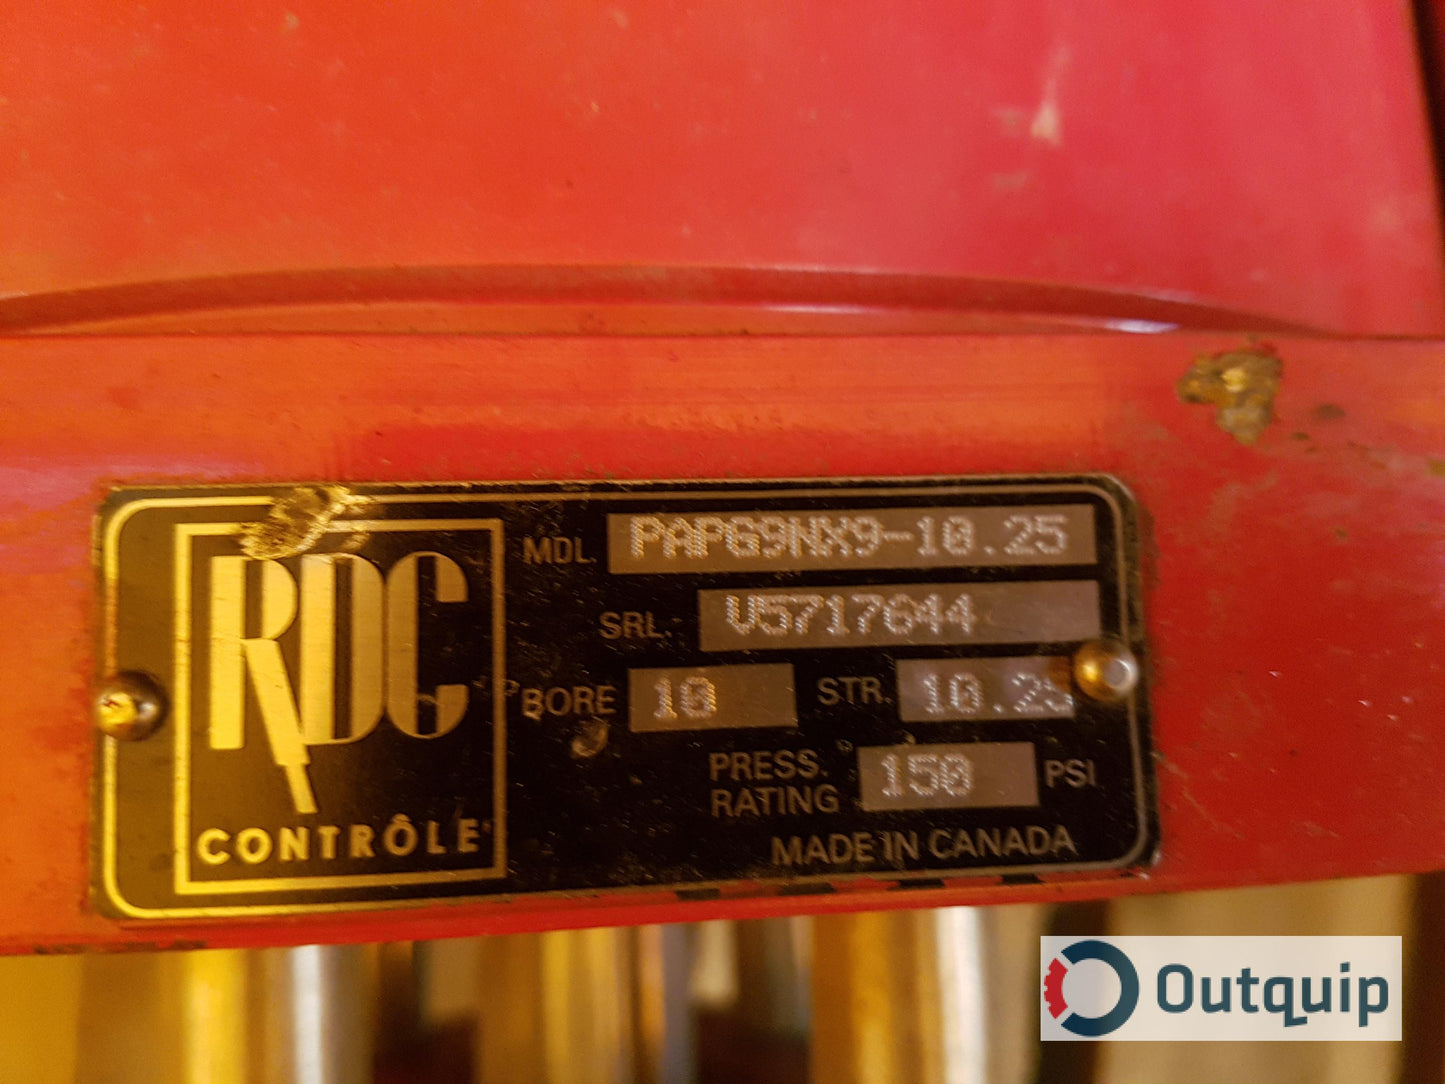 RDC
CONTRÔLE
MDL. PAPG9NX9-10.25
SRL. V5717644
BORE 10 STR. 10.25
PRESS. RATING 150 PSI
MADE IN CANADA
Outquip